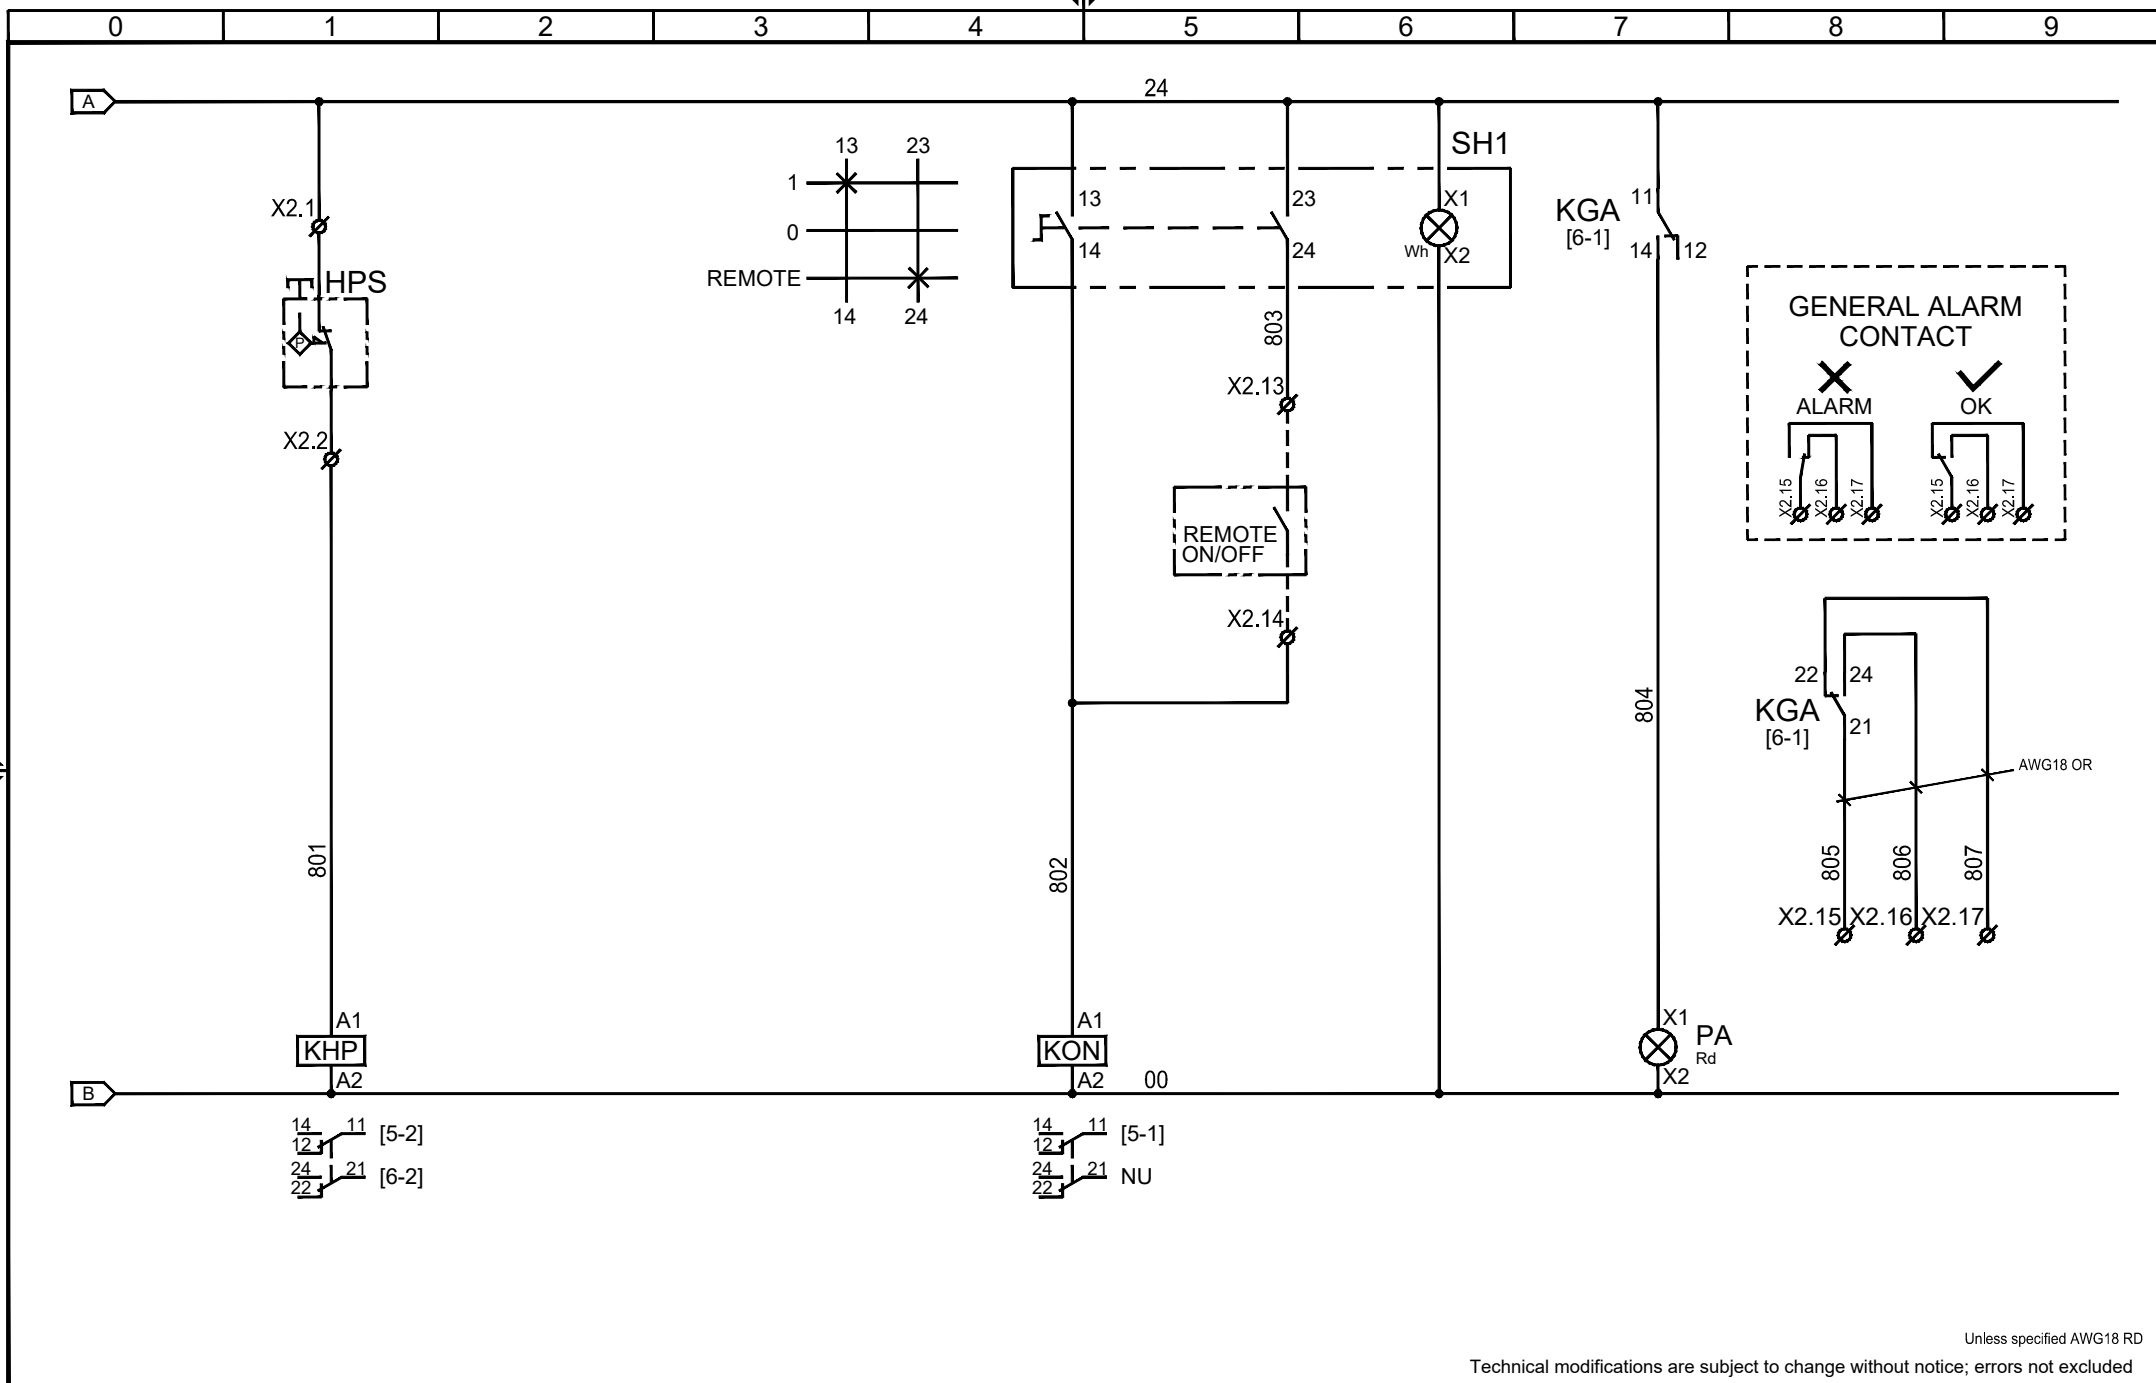 0 1 2 3 4 5 6 7 8 9
A 24
13 23
1
0
REMOTE
14 24
SH1
13
14
23
24
X1
Wh X2
KGA
[6-1]
11
14 12
X2.1
HPS
P
X2.2
803
X2.13
REMOTE
ON/OFF
X2.14
GENERAL ALARM
CONTACT
ALARM OK
X2.15 X2.16 X2.17 X2.15 X2.16 X2.17
22 24
KGA
[6-1]
21
AWG18 OR
801
802
804
805 806 807
X2.15 X2.16 X2.17
A1
KHP
A2
A1
KON
A2
X1
PA
Rd
X2
B 00
14 11 [5-2]
12
24 21 [6-2]
22
14 11 [5-1]
12
24 21 NU
22
Unless specified AWG18 RD
Technical modifications are subject to change without notice; errors not excluded